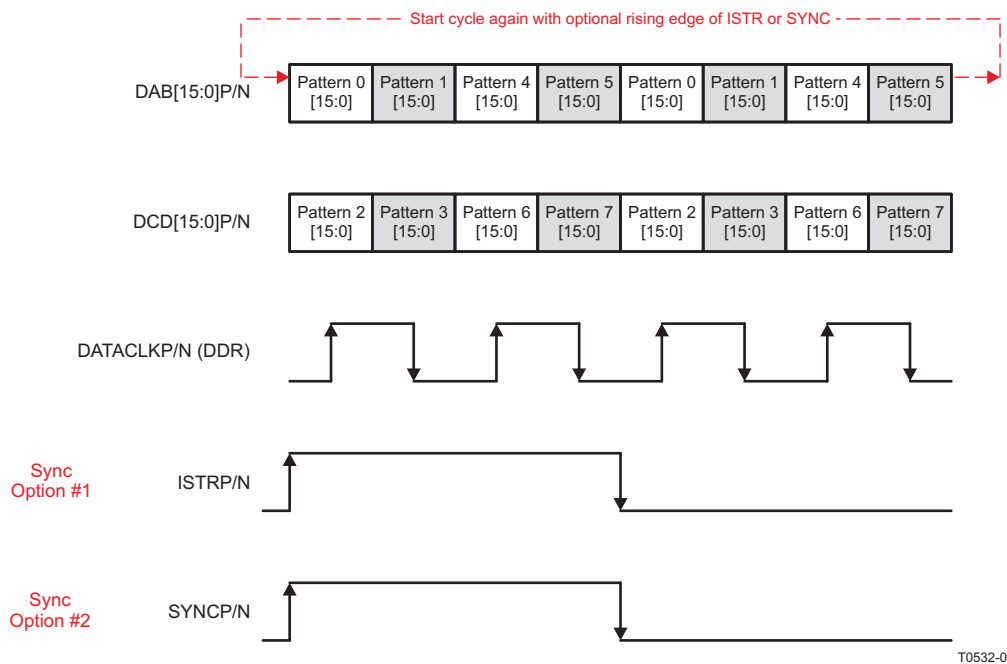 Start cycle again with optional rising edge of ISTR or SYNC
DAB[15:0]P/N
Pattern 0 Pattern 1 Pattern 4 Pattern 5 Pattern 0 Pattern 1 Pattern 4 Pattern 5
[15:0] [15:0] [15:0] [15:0] [15:0] [15:0] [15:0] [15:0]
DCD[15:0]P/N
Pattern 2 Pattern 3 Pattern 6 Pattern 7 Pattern 2 Pattern 3 Pattern 6 Pattern 7
[15:0] [15:0] [15:0] [15:0] [15:0] [15:0] [15:0] [15:0]
DATACLKP/N (DDR)
Sync
Option #1
ISTRP/N
Sync
Option #2
SYNCP/N
T0532-0